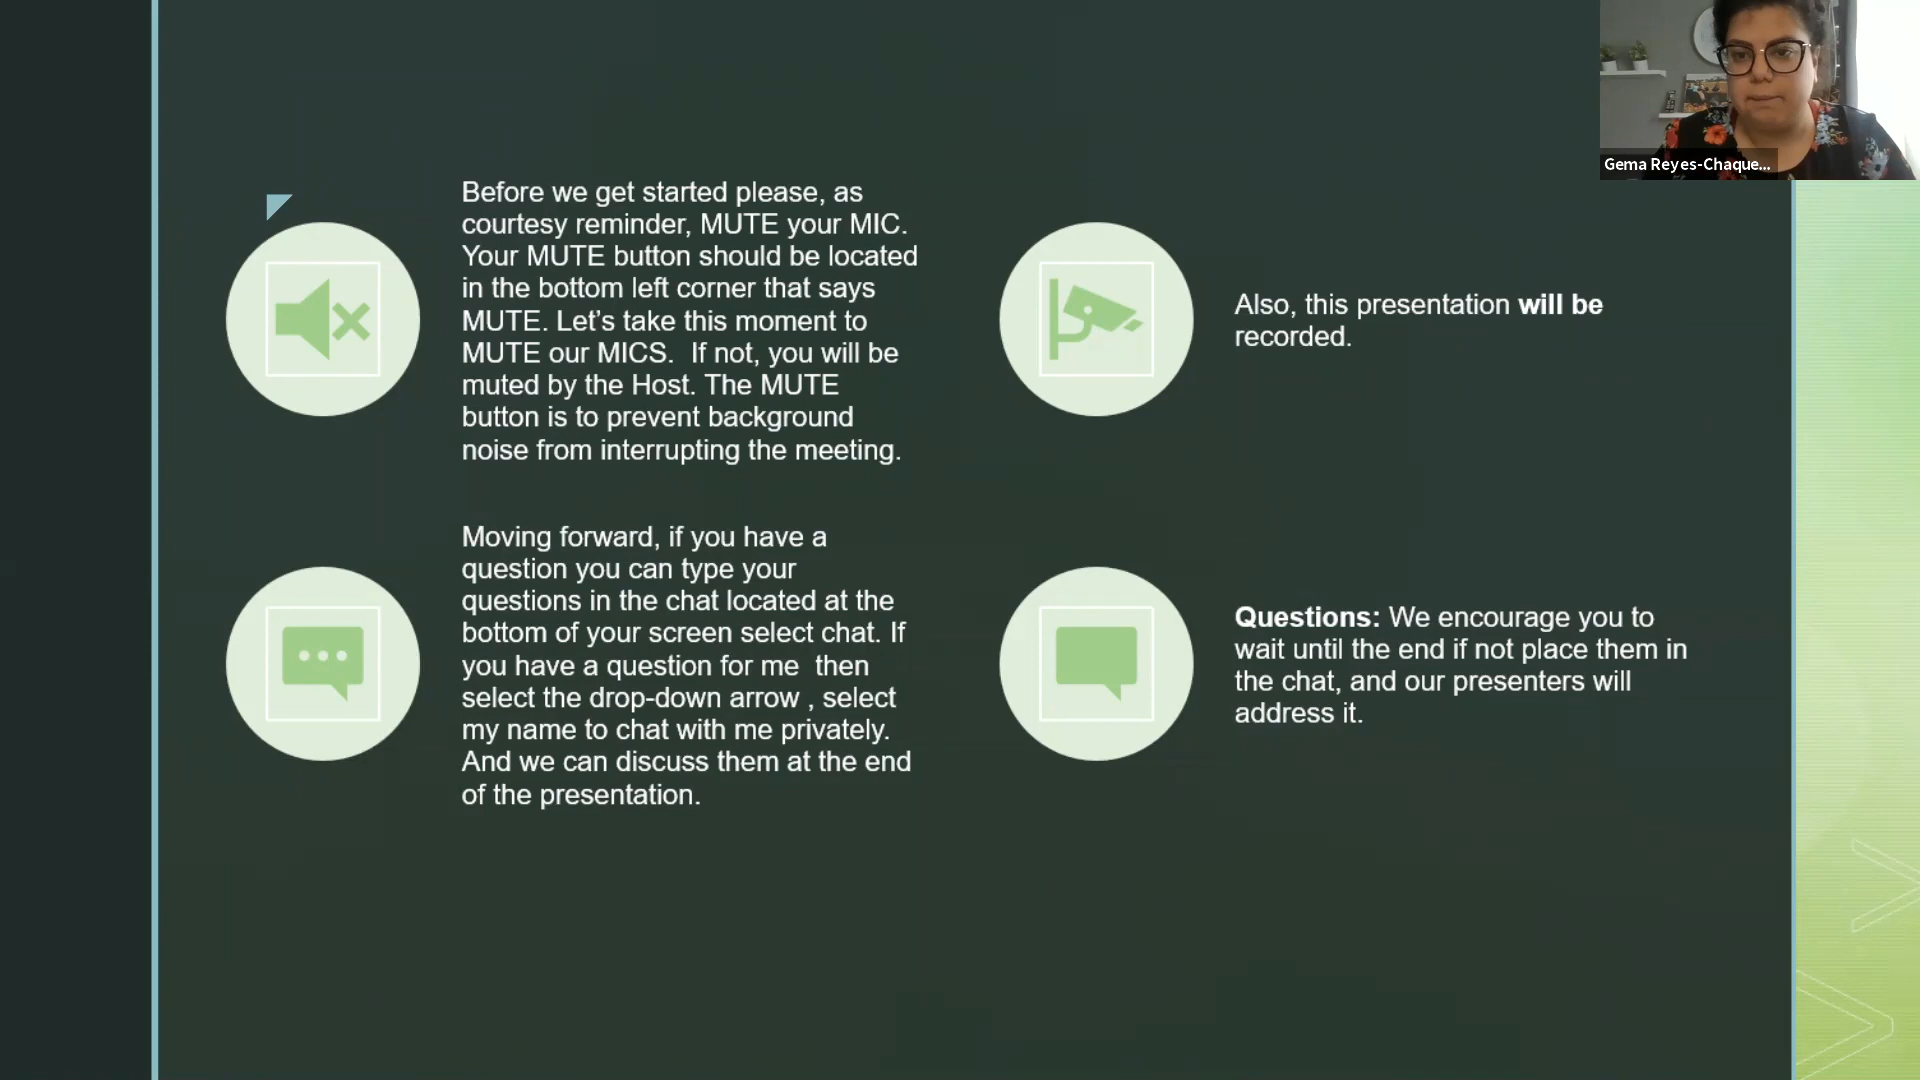 Gema Reyes-Chaque...
Before we get started please, as
courtesy reminder, MUTE your MIC.
Your MUTE button should be located
in the bottom left corner that says
MUTE. Let’s take this moment to
MUTE our MICS.  If not, you will be
muted by the Host. The MUTE
button is to prevent background
noise from interrupting the meeting.
Also, this presentation will be
recorded.
Moving forward, if you have a
question you can type your
questions in the chat located at the
bottom of your screen select chat. If
you have a question for me  then
select the drop-down arrow , select
my name to chat with me privately.
And we can discuss them at the end
of the presentation.
Questions: We encourage you to
wait until the end if not place them in
the chat, and our presenters will
address it.